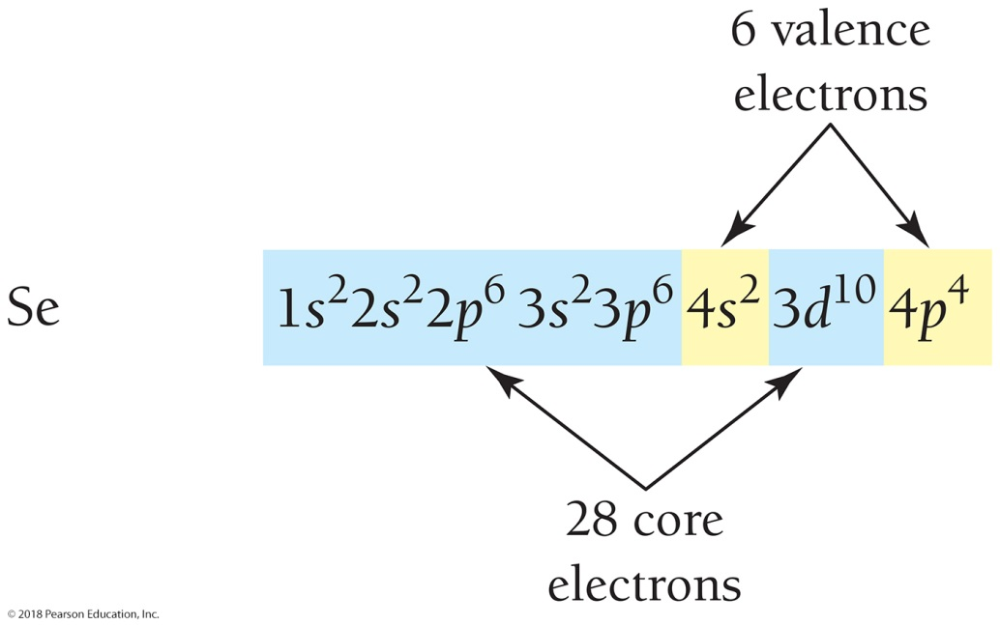 6 valence
electrons
Se
1s²2s²2p⁶ 3s²3p⁶ 4s² 3d¹⁰ 4p⁴
28 core
electrons
© 2018 Pearson Education, Inc.